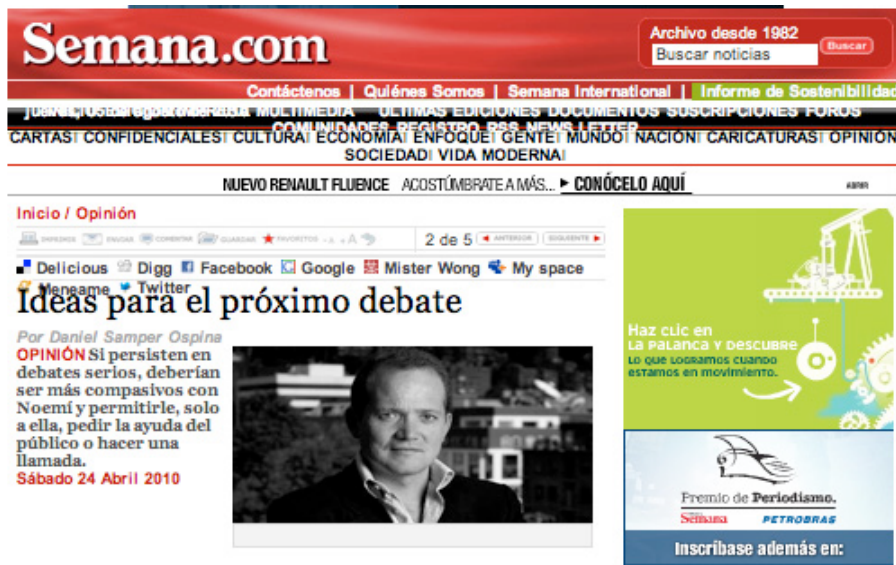 Semana.com
Archivo desde 1982
Buscar noticias
Buscar
Contáctenos | Quiénes Somos | Semana International | Informe de Sostenibilidad
MULTIMEDIA ÚLTIMAS EDICIONES DOCUMENTOS SUSCRIPCIONES FOROS
COMUNIDADES REGISTRO RSS NEWS LETTER
CARTAS| CONFIDENCIALES| CULTURA| ECONOMÍA| ENFOQUE| GENTE| MUNDO| NACIÓN| CARICATURAS| OPINIÓN
SOCIEDAD| VIDA MODERNA|
NUEVO RENAULT FLUENCE ACOSTÚMBRATE A MÁS... ► CONÓCELO AQUÍ
ABRIR
Inicio / Opinión
IMPRIMIR ENVIAR COMENTAR GUARDAR FAVORITOS -A +A
2 de 5 ANTERIOR SIGUIENTE
Delicious Digg Facebook Google Mister Wong My space
Meneame Twitter
Ideas para el próximo debate
Por Daniel Samper Ospina
OPINIÓN Si persisten en
debates serios, deberían
ser más compasivos con
Noemí y permitirle, solo
a ella, pedir la ayuda del
público o hacer una
llamada.
Sábado 24 Abril 2010
Haz clic en
LA PALANCA Y DESCUBRE
LO QUE LOGRAMOS CUANDO
ESTAMOS EN MOVIMIENTO.
Premio de Periodismo.
Semana PETROBRAS
Inscríbase además en: